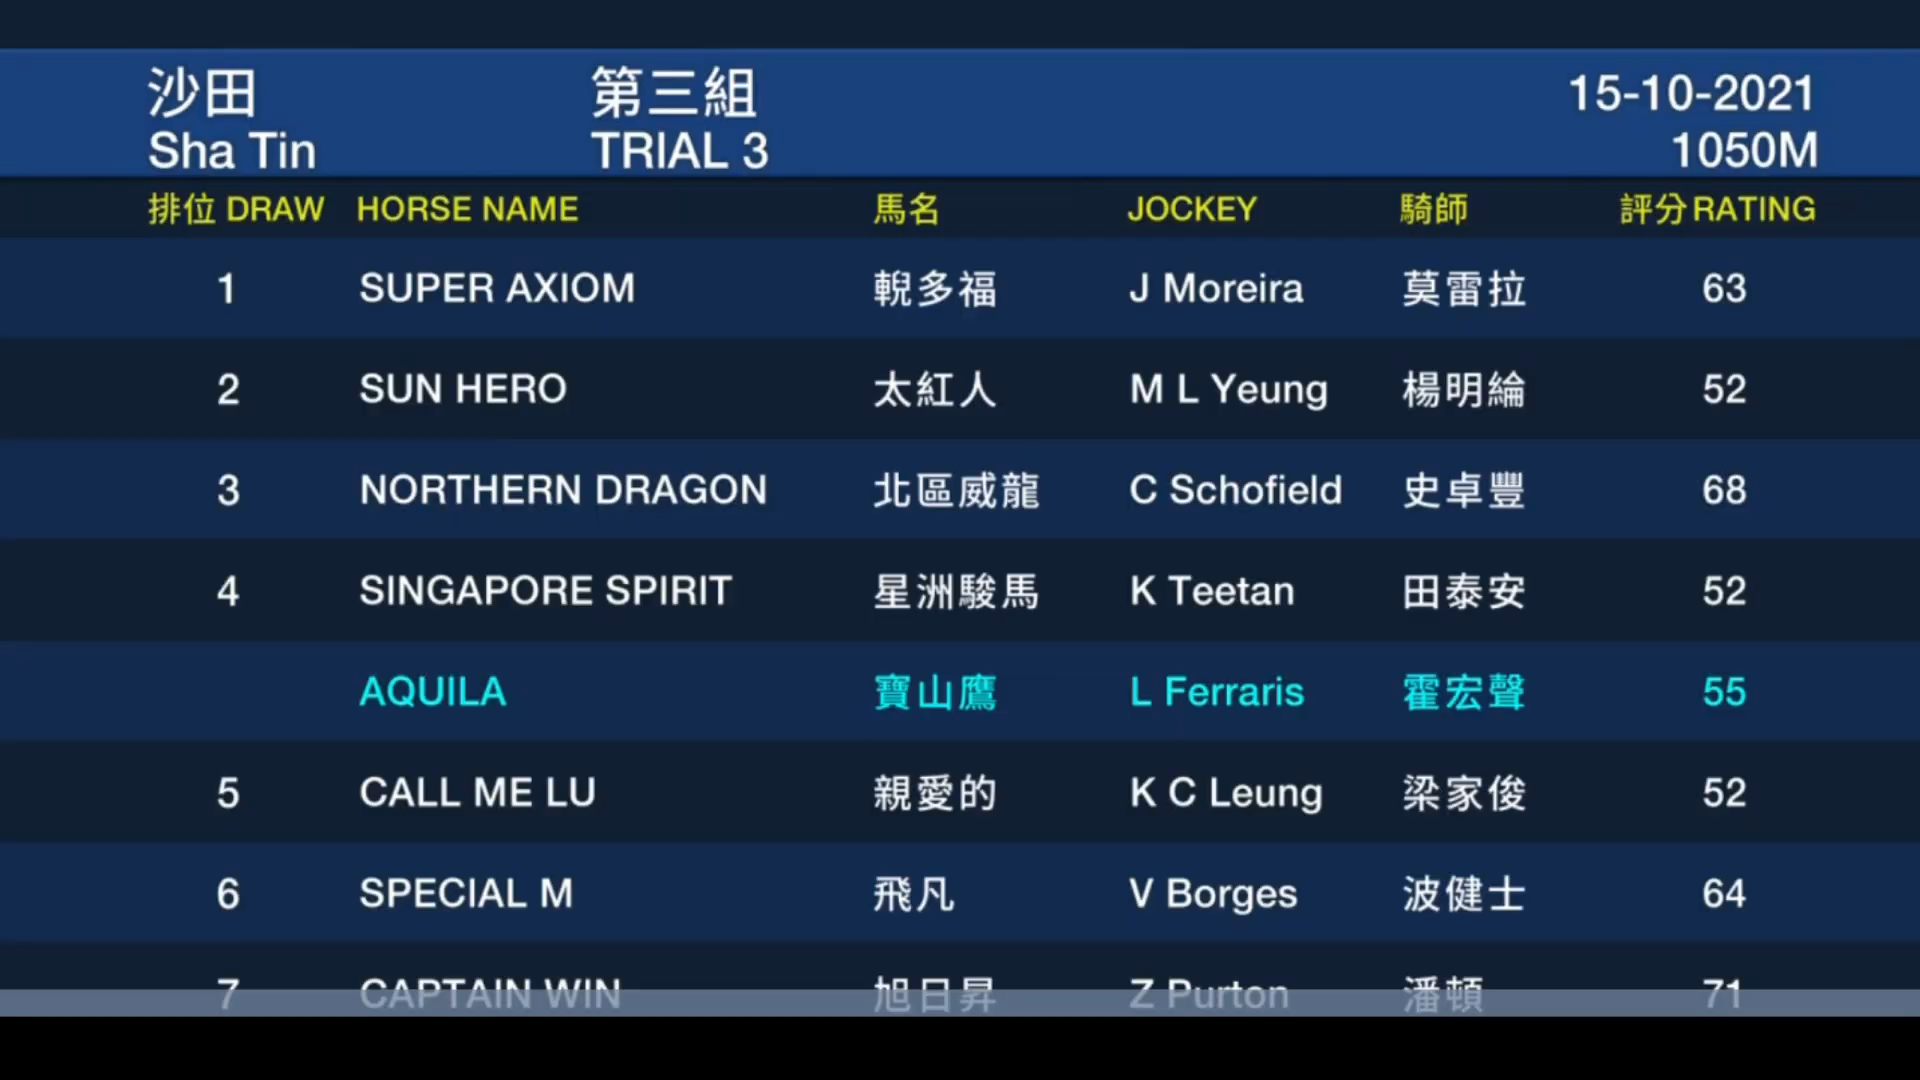 沙田 第三組 15-10-2021
Sha Tin TRIAL 3 1050M
排位 DRAW HORSE NAME 馬名 JOCKEY 騎師 評分 RATING
1 SUPER AXIOM 輗多福 J Moreira 莫雷拉 63
2 SUN HERO 太紅人 M L Yeung 楊明綸 52
3 NORTHERN DRAGON 北區威龍 C Schofield 史卓豐 68
4 SINGAPORE SPIRIT 星洲駿馬 K Teetan 田泰安 52
AQUILA 寶山鷹 L Ferraris 霍宏聲 55
5 CALL ME LU 親愛的 K C Leung 梁家俊 52
6 SPECIAL M 飛凡 V Borges 波健士 64
7 CAPTAIN WIN 旭日昇 Z Purton 潘頓 71